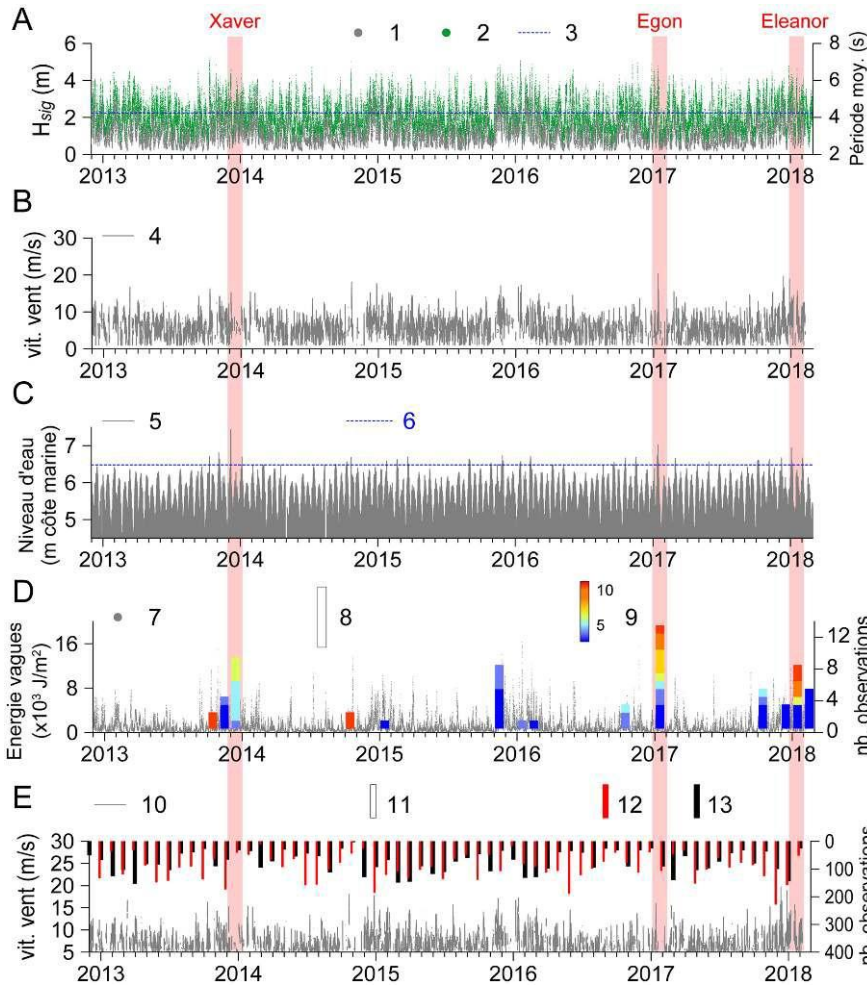 Xaver Egon Eleanor
A
1 2 3
H_sig (m)
6
4
2
0
Période moy. (s)
8
6
4
2
2013 2014 2015 2016 2017 2018
B
4
vit. vent (m/s)
30
20
10
0
2013 2014 2015 2016 2017 2018
C
5 6
Niveau d'eau
(m côte marine)
7
6
5
2013 2014 2015 2016 2017 2018
D
7 8 9
10
5
Energie vagues
(x10³ J/m²)
16
8
0
nb. observations
12
8
4
0
2013 2014 2015 2016 2017 2018
E
10 11 12 13
vit. vent (m/s)
30
25
20
15
10
5
nb. observations
0
100
200
300
400
2013 2014 2015 2016 2017 2018